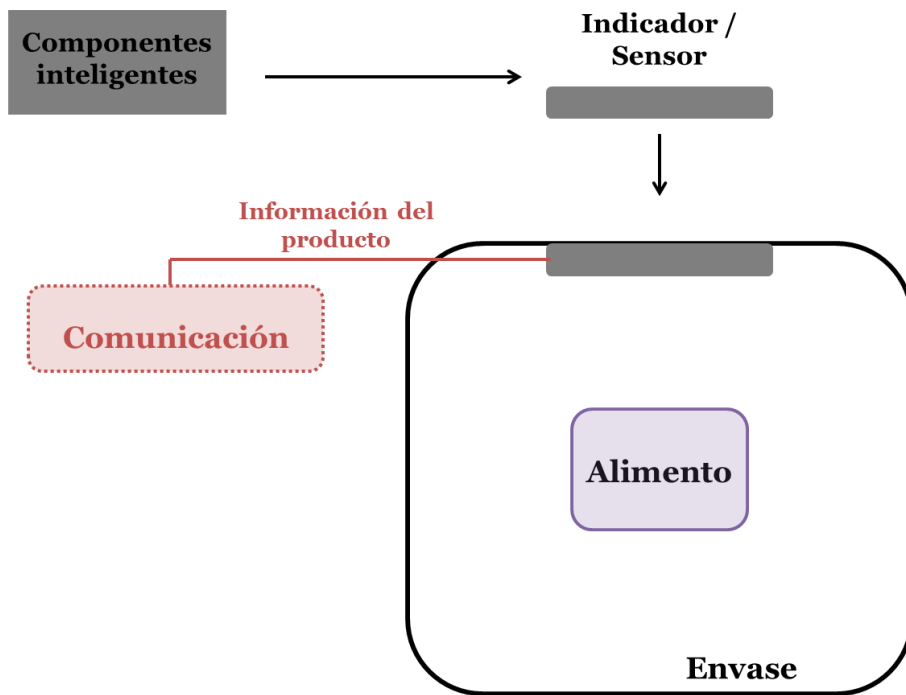 Componentes
inteligentes
Indicador /
Sensor
Información del
producto
Comunicación
Alimento
Envase